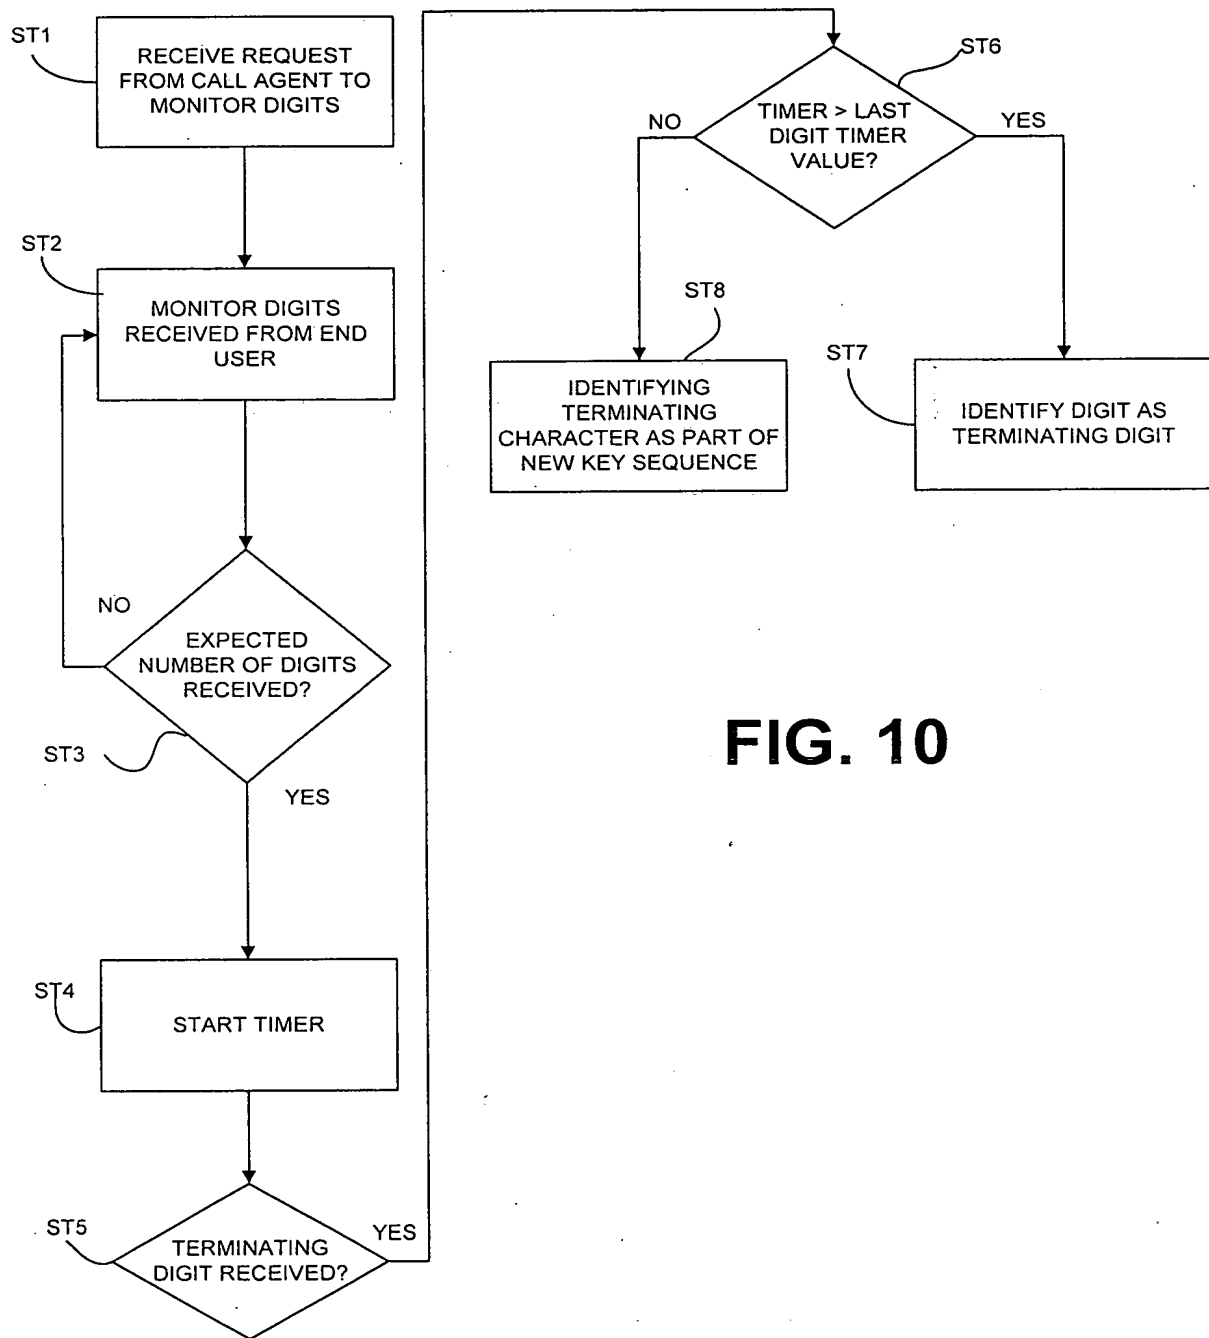 ST1
RECEIVE REQUEST
FROM CALL AGENT TO
MONITOR DIGITS
ST2
MONITOR DIGITS
RECEIVED FROM END
USER
NO
EXPECTED
NUMBER OF DIGITS
RECEIVED?
ST3
YES
ST4
START TIMER
ST5
TERMINATING
DIGIT RECEIVED?
YES
ST6
TIMER > LAST
DIGIT TIMER
VALUE?
NO
YES
ST8
IDENTIFYING
TERMINATING
CHARACTER AS PART OF
NEW KEY SEQUENCE
ST7
IDENTIFY DIGIT AS
TERMINATING DIGIT
FIG. 10